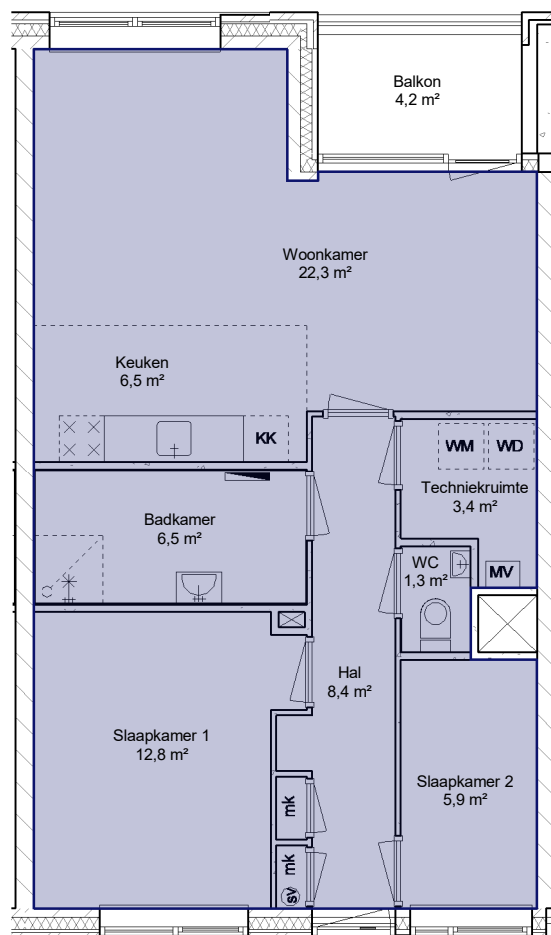 Balkon
4,2 m²
Woonkamer
22,3 m²
Keuken
6,5 m²
KK
WM WD
Techniekruimte
3,4 m²
Badkamer
6,5 m²
WC
1,3 m²
MV
Hal
8,4 m²
Slaapkamer 1
12,8 m²
Slaapkamer 2
5,9 m²
mk
mk
sv